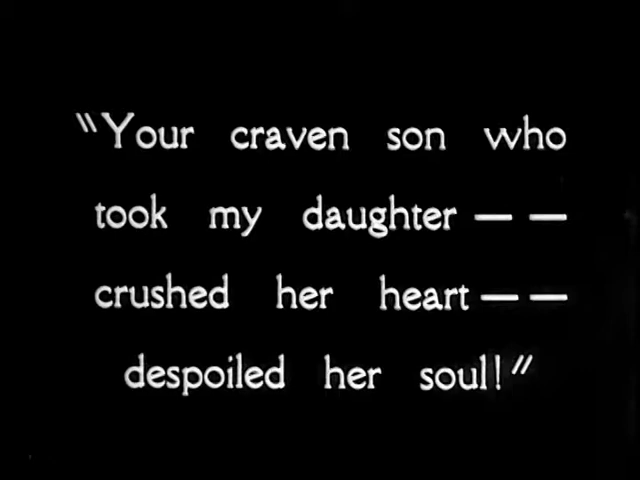 "Your craven son who
took my daughter — —
crushed her heart — —
despoiled her soul!"